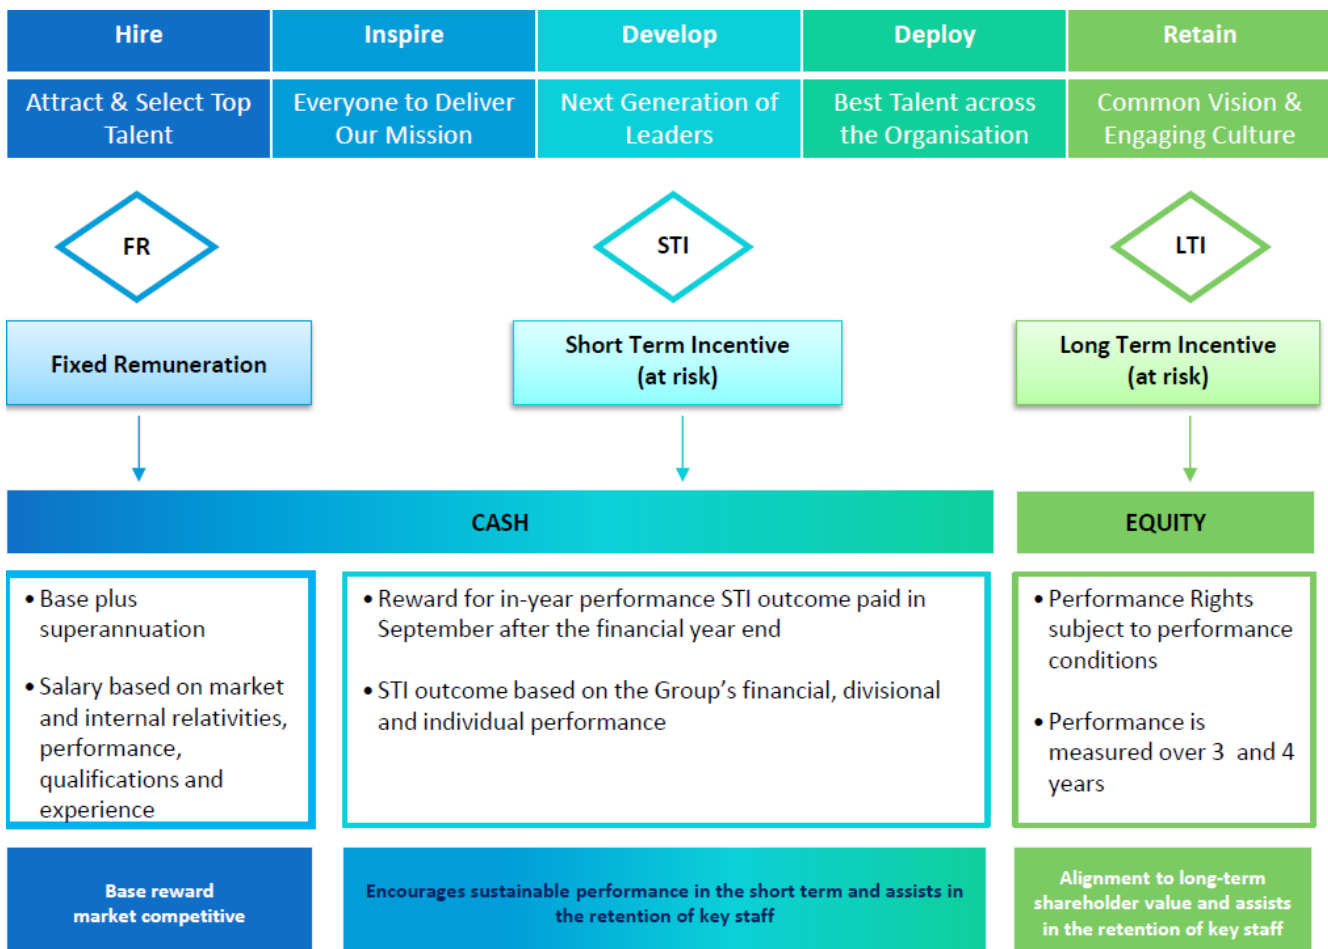 Hire
Inspire
Develop
Deploy
Retain
Attract & Select Top
Talent
Everyone to Deliver
Our Mission
Next Generation of
Leaders
Best Talent across
the Organisation
Common Vision &
Engaging Culture
FR
STI
LTI
Fixed Remuneration
Short Term Incentive
(at risk)
Long Term Incentive
(at risk)
CASH
EQUITY
• Base plus
superannuation
• Salary based on market
and internal relativities,
performance,
qualifications and
experience
• Reward for in-year performance STI outcome paid in
September after the financial year end
• STI outcome based on the Group's financial, divisional
and individual performance
• Performance Rights
subject to performance
conditions
• Performance is
measured over 3 and 4
years
Base reward
market competitive
Encourages sustainable performance in the short term and assists in
the retention of key staff
Alignment to long-term
shareholder value and assists
in the retention of key staff